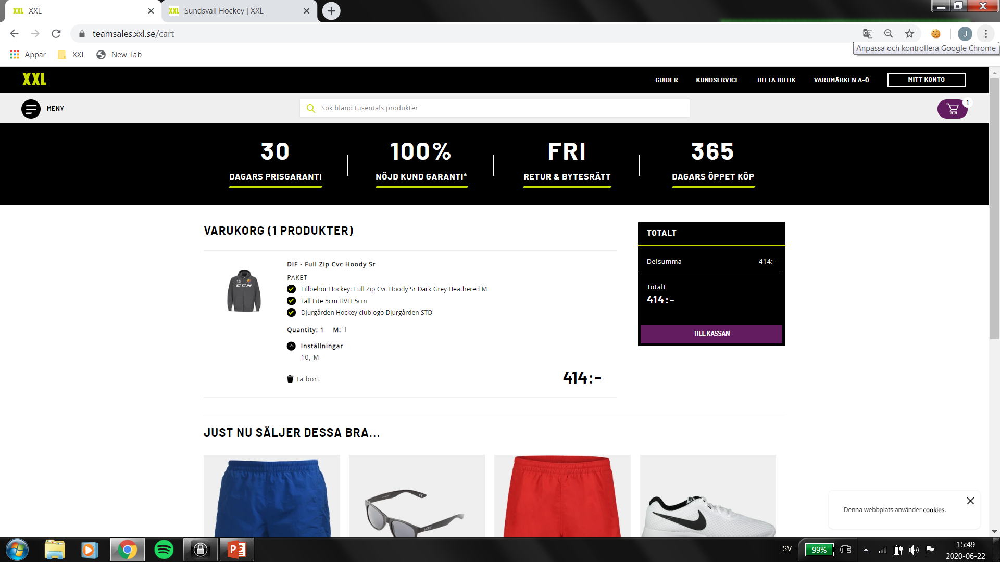 XXL
Sundsvall Hockey | XXL
teamsales.xxl.se/cart
J
Anpassa och kontrollera Google Chrome
Appar
XXL
New Tab
XXL
GUIDER
KUNDSERVICE
HITTA BUTIK
VARUMÄRKEN A-Ö
MITT KONTO
MENY
Sök bland tusentals produkter
1
30
DAGARS PRISGARANTI
100%
NÖJD KUND GARANTI*
FRI
RETUR & BYTESRÄTT
365
DAGARS ÖPPET KÖP
VARUKORG (1 PRODUKTER)
10
CCM
DIF - Full Zip Cvc Hoody Sr
PAKET
Tillbehör Hockey: Full Zip Cvc Hoody Sr Dark Grey Heathered M
Tall Lite 5cm HVIT 5cm
Djurgården Hockey clublogo Djurgården STD
Quantity: 1 M: 1
Inställningar
10, M
Ta bort
414:-
TOTALT
Delsumma 414:-
Totalt
414:-
TILL KASSAN
JUST NU SÄLJER DESSA BRA...
Denna webbplats använder cookies.
SV
99%
15:49
2020-06-22